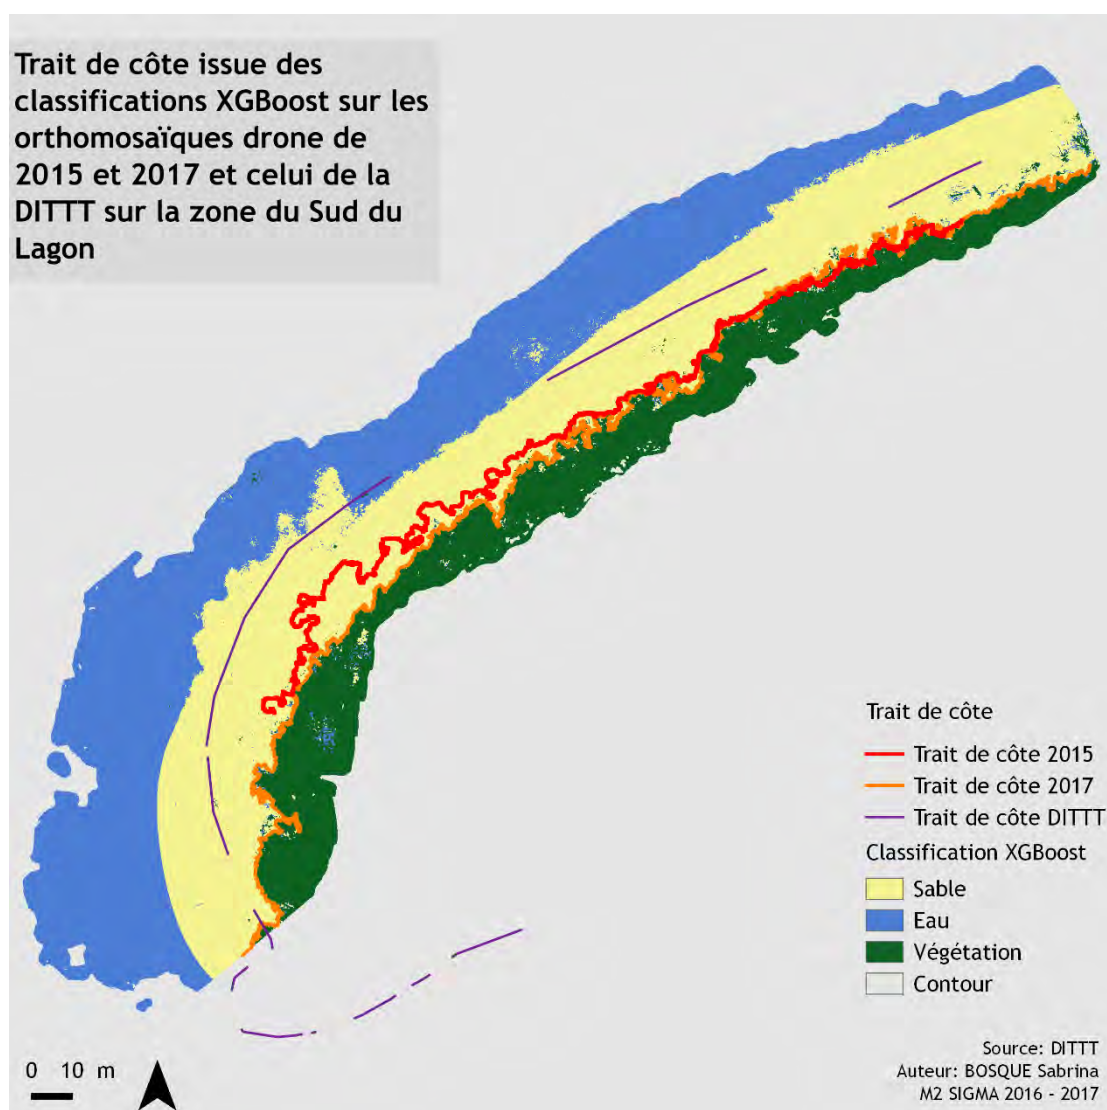 Trait de côte issue des
classifications XGBoost sur les
orthomosaïques drone de
2015 et 2017 et celui de la
DITTT sur la zone du Sud du
Lagon
Trait de côte
Trait de côte 2015
Trait de côte 2017
Trait de côte DITTT
Classification XGBoost
Sable
Eau
Végétation
Contour
Source: DITTT
Auteur: BOSQUE Sabrina
M2 SIGMA 2016 - 2017
0 10 m